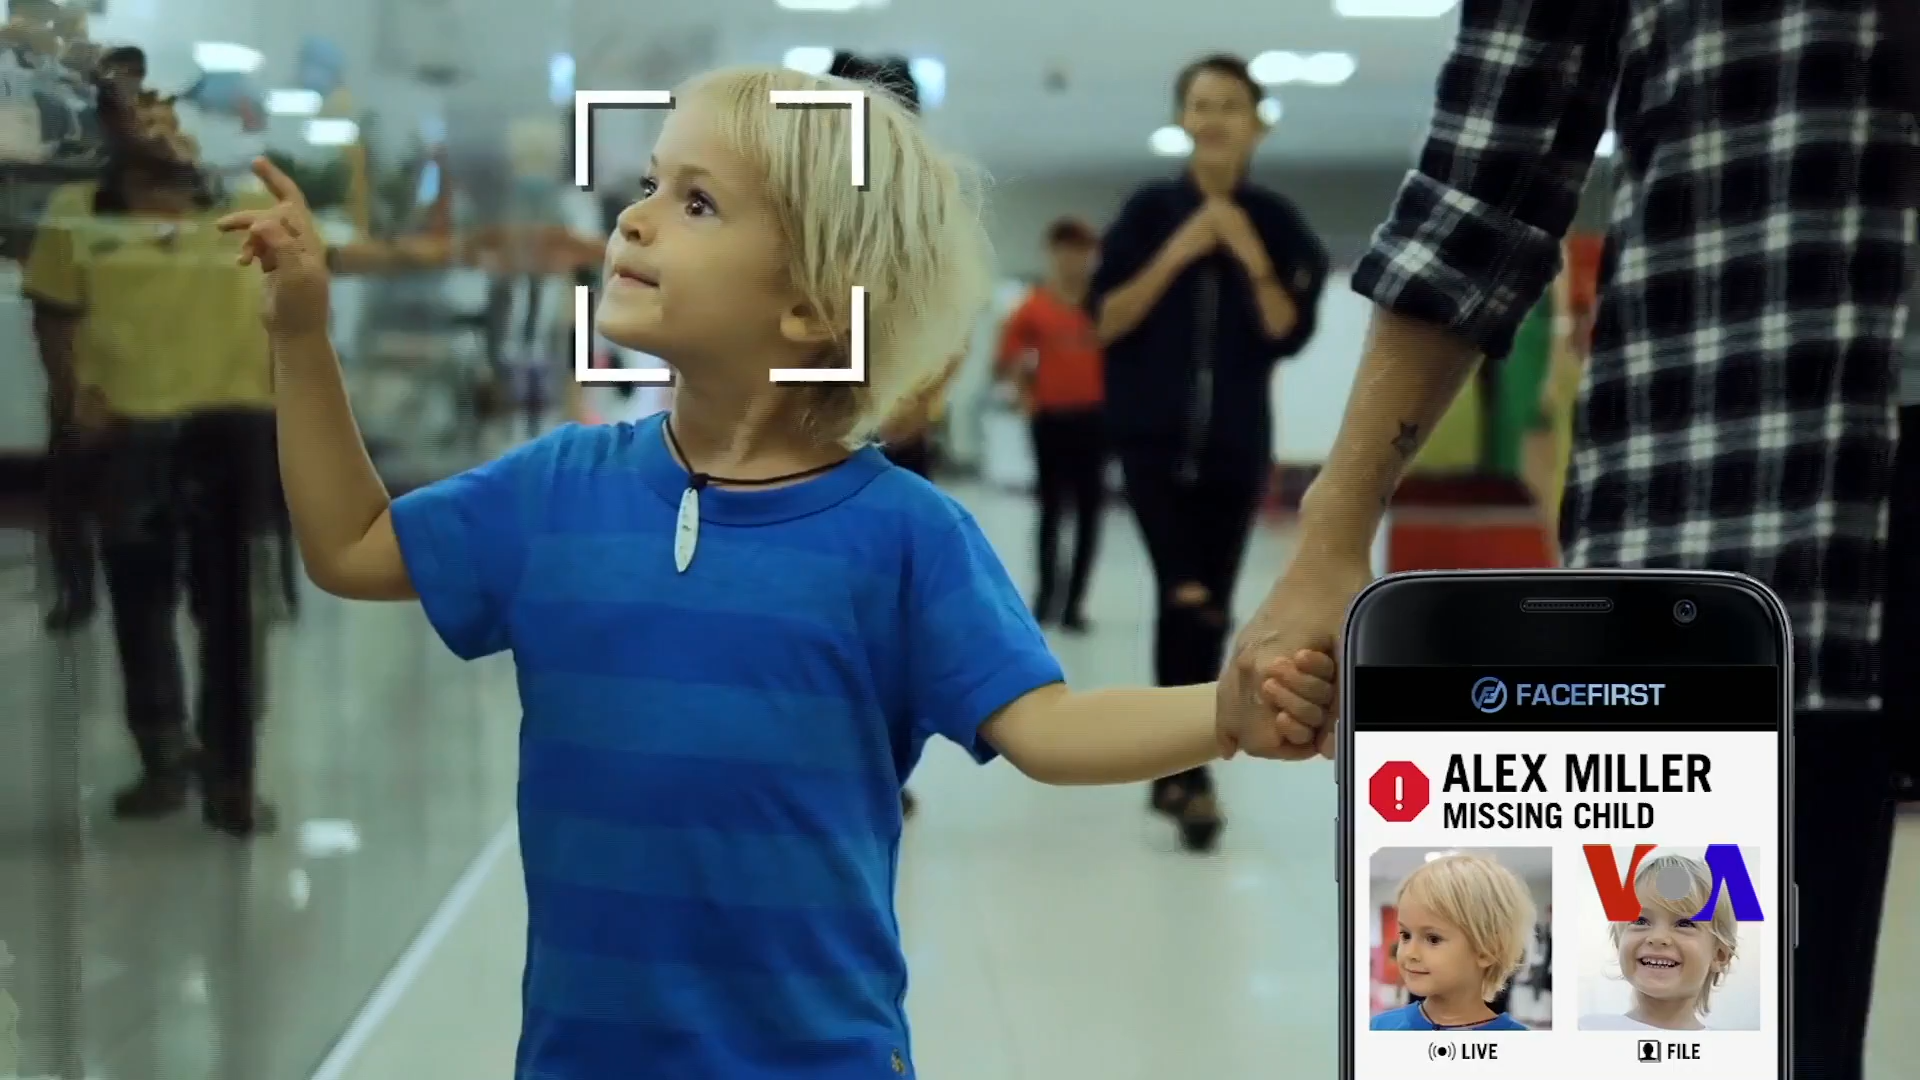 FACEFIRST
ALEX MILLER
MISSING CHILD
VOA
LIVE
FILE